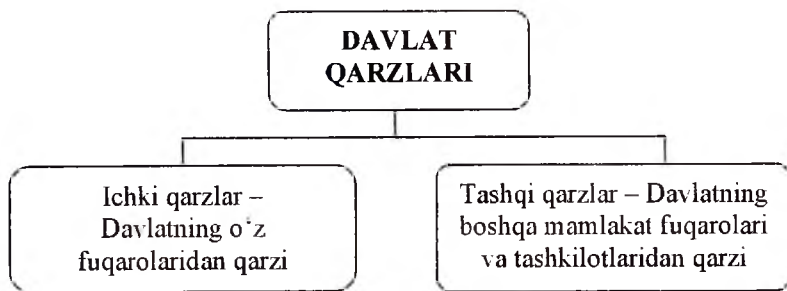 DAVLAT
QARZLARI
Ichki qarzlar –
Davlatning o‘z
fuqarolaridan qarzi
Tashqi qarzlar – Davlatning
boshqa mamlakat fuqarolari
va tashkilotlaridan qarzi